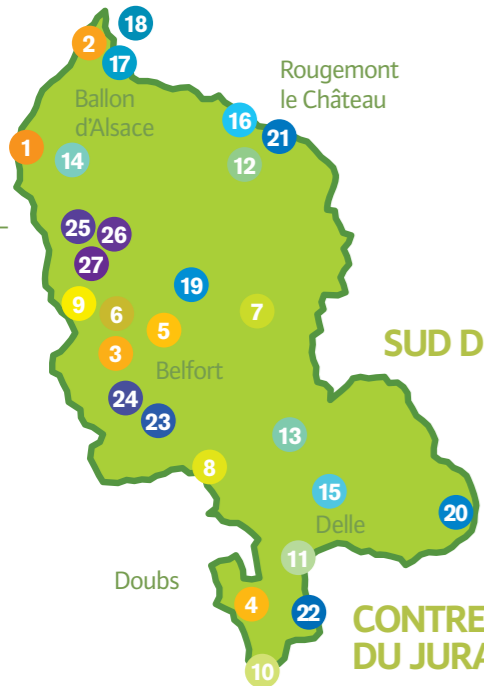 18
2
17
Rougemont
le Château
Ballon
d'Alsace
16
21
1
14
12
25
26
27
19
9
6
7
5
SUD D
3
Belfort
24
23
13
8
15
20
Delle
11
Doubs
4
22
CONTRE
DU JURA
10